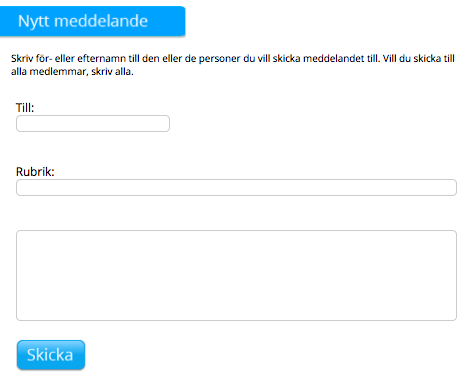 Nytt meddelande
Skriv för- eller efternamn till den eller de personer du vill skicka meddelandet till. Vill du skicka till
alla medlemmar, skriv alla.
Till:
Rubrik:
Skicka